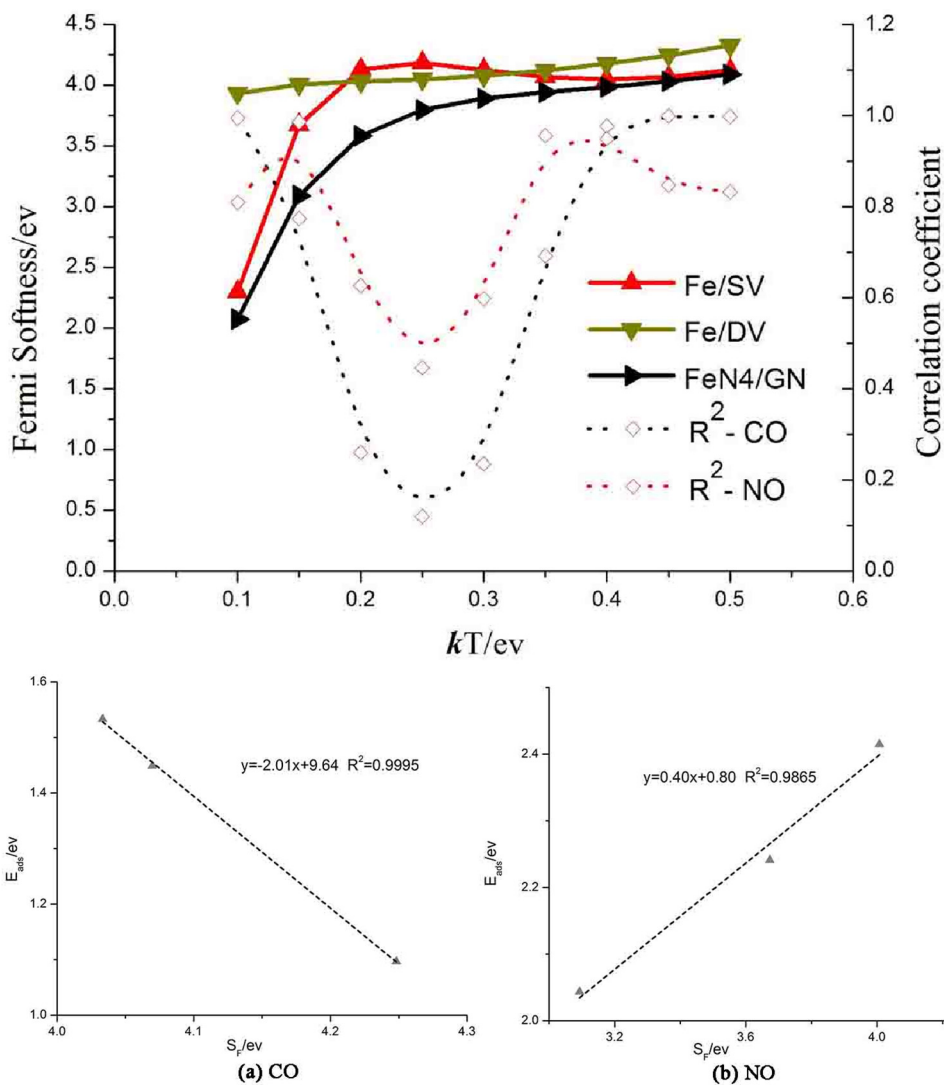 4.5
4.0
3.5
3.0
2.5
2.0
1.5
1.0
0.5
0.0
Fermi Softness/ev
1.2
1.0
0.8
0.6
0.4
0.2
0.0
Correlation coefficient
Fe/SV
Fe/DV
FeN4/GN
R²- CO
R²- NO
0.0 0.1 0.2 0.3 0.4 0.5 0.6
kT/ev
1.6
1.4
1.2
1.0
E_ads/ev
y=-2.01x+9.64 R²=0.9995
4.0 4.1 4.2 4.3
S_F/ev
(a) CO
2.4
2.2
2.0
E_ads/ev
y=0.40x+0.80 R²=0.9865
3.2 3.6 4.0
S_F/ev
(b) NO